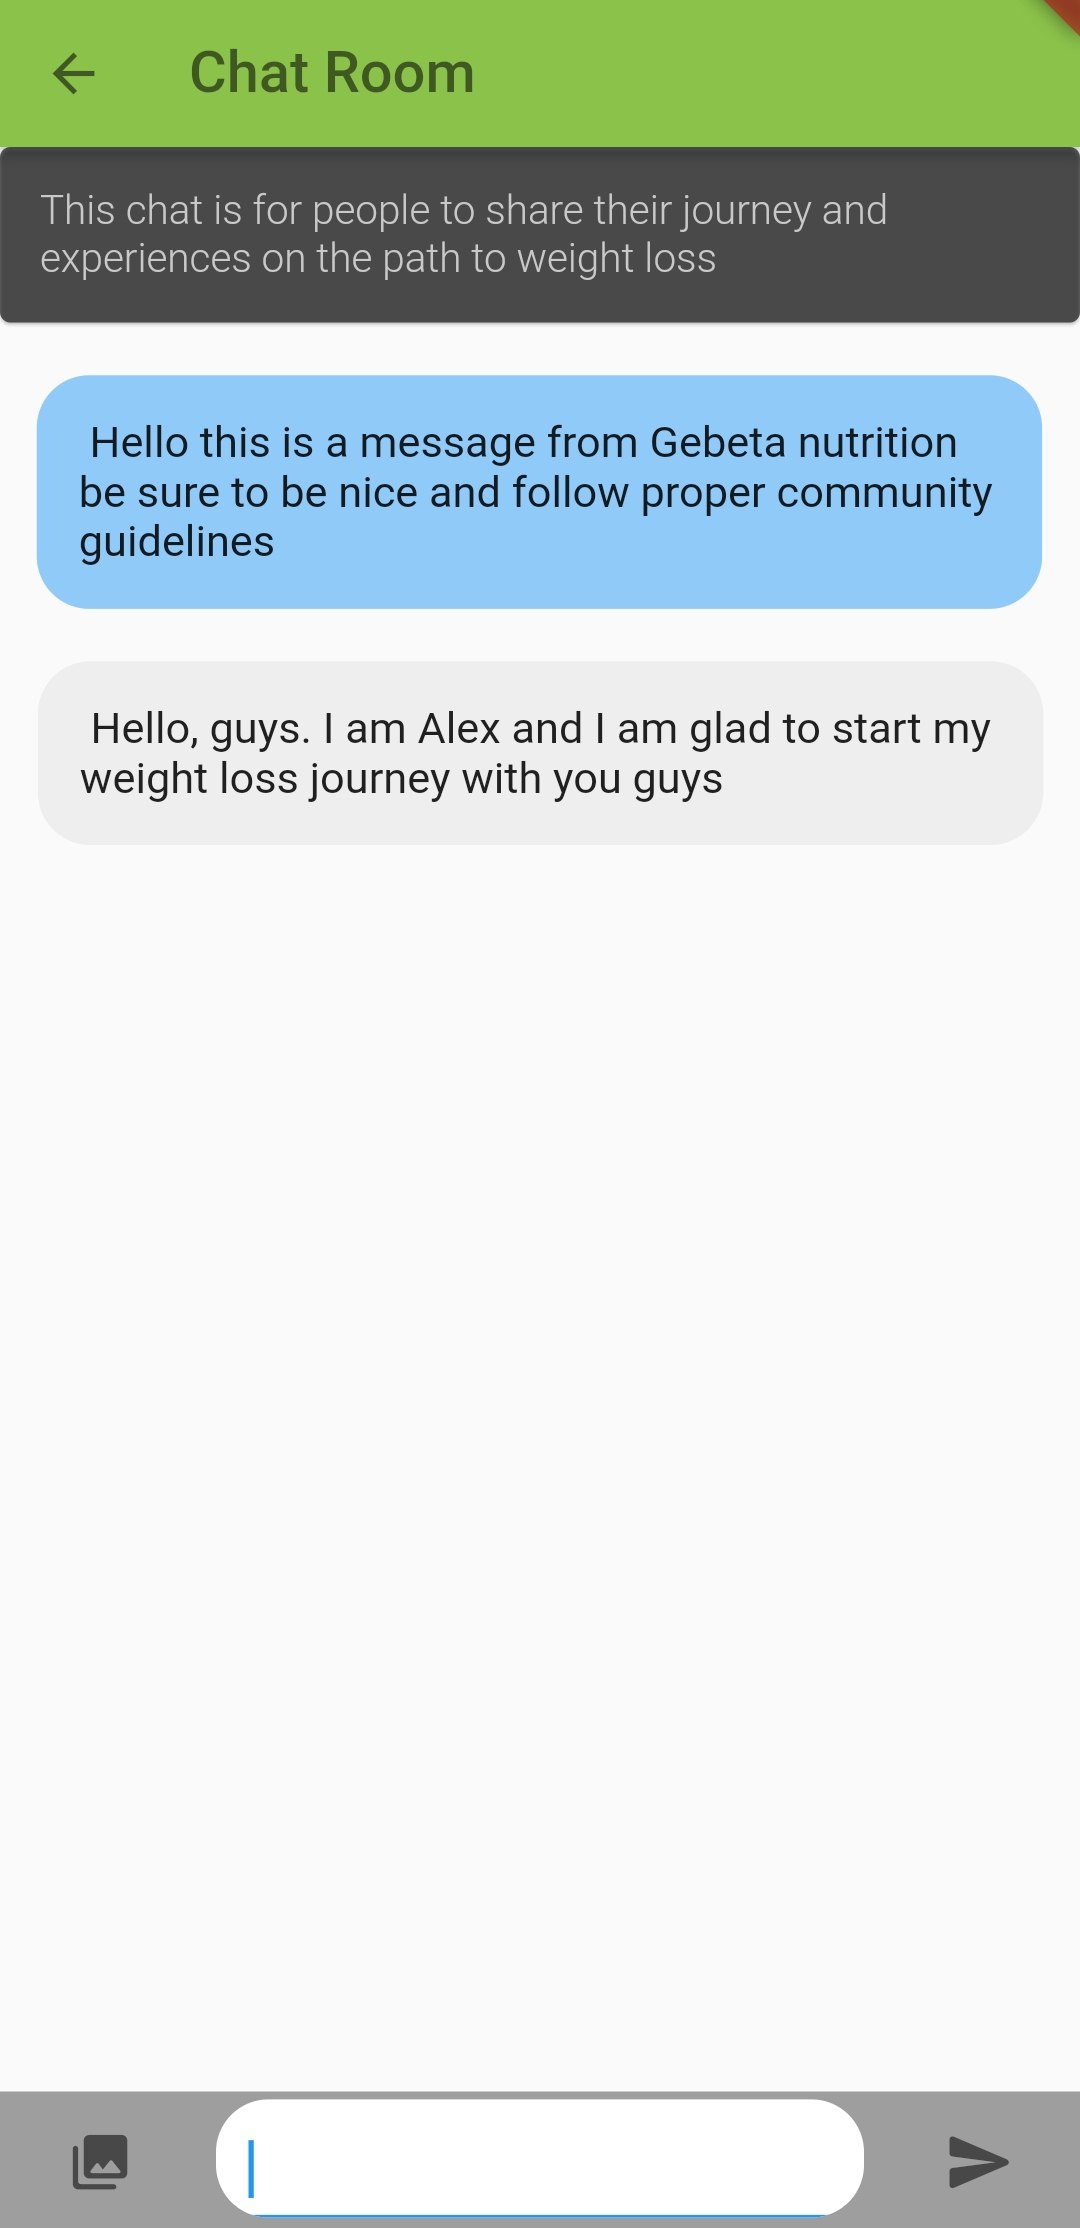 Chat Room
This chat is for people to share their journey and
experiences on the path to weight loss
Hello this is a message from Gebeta nutrition
be sure to be nice and follow proper community
guidelines
Hello, guys. I am Alex and I am glad to start my
weight loss journey with you guys